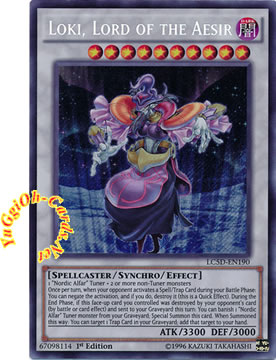 Loki, Lord of the Aesir
DARK
闇
YuGiOh-Cards.Net
LC5D-EN190
[SPELLCASTER/SYNCHRO/EFFECT]
1 "Nordic Alfar" Tuner + 2 or more non-Tuner monsters
Once per turn, when your opponent activates a Spell/Trap Card during your Battle Phase:
You can negate the activation, and if you do, destroy it (this is a Quick Effect). During the
End Phase, if this face-up card you controlled was destroyed by your opponent's card
(by battle or card effect) and sent to your Graveyard this turn: You can banish 1 "Nordic
Alfar" Tuner monster from your Graveyard; Special Summon this card. When Summoned
this way: You can target 1 Trap Card in your Graveyard; add that target to your hand.
ATK/3300 DEF/3000
67098114 1st Edition
©1996 KAZUKI TAKAHASHI